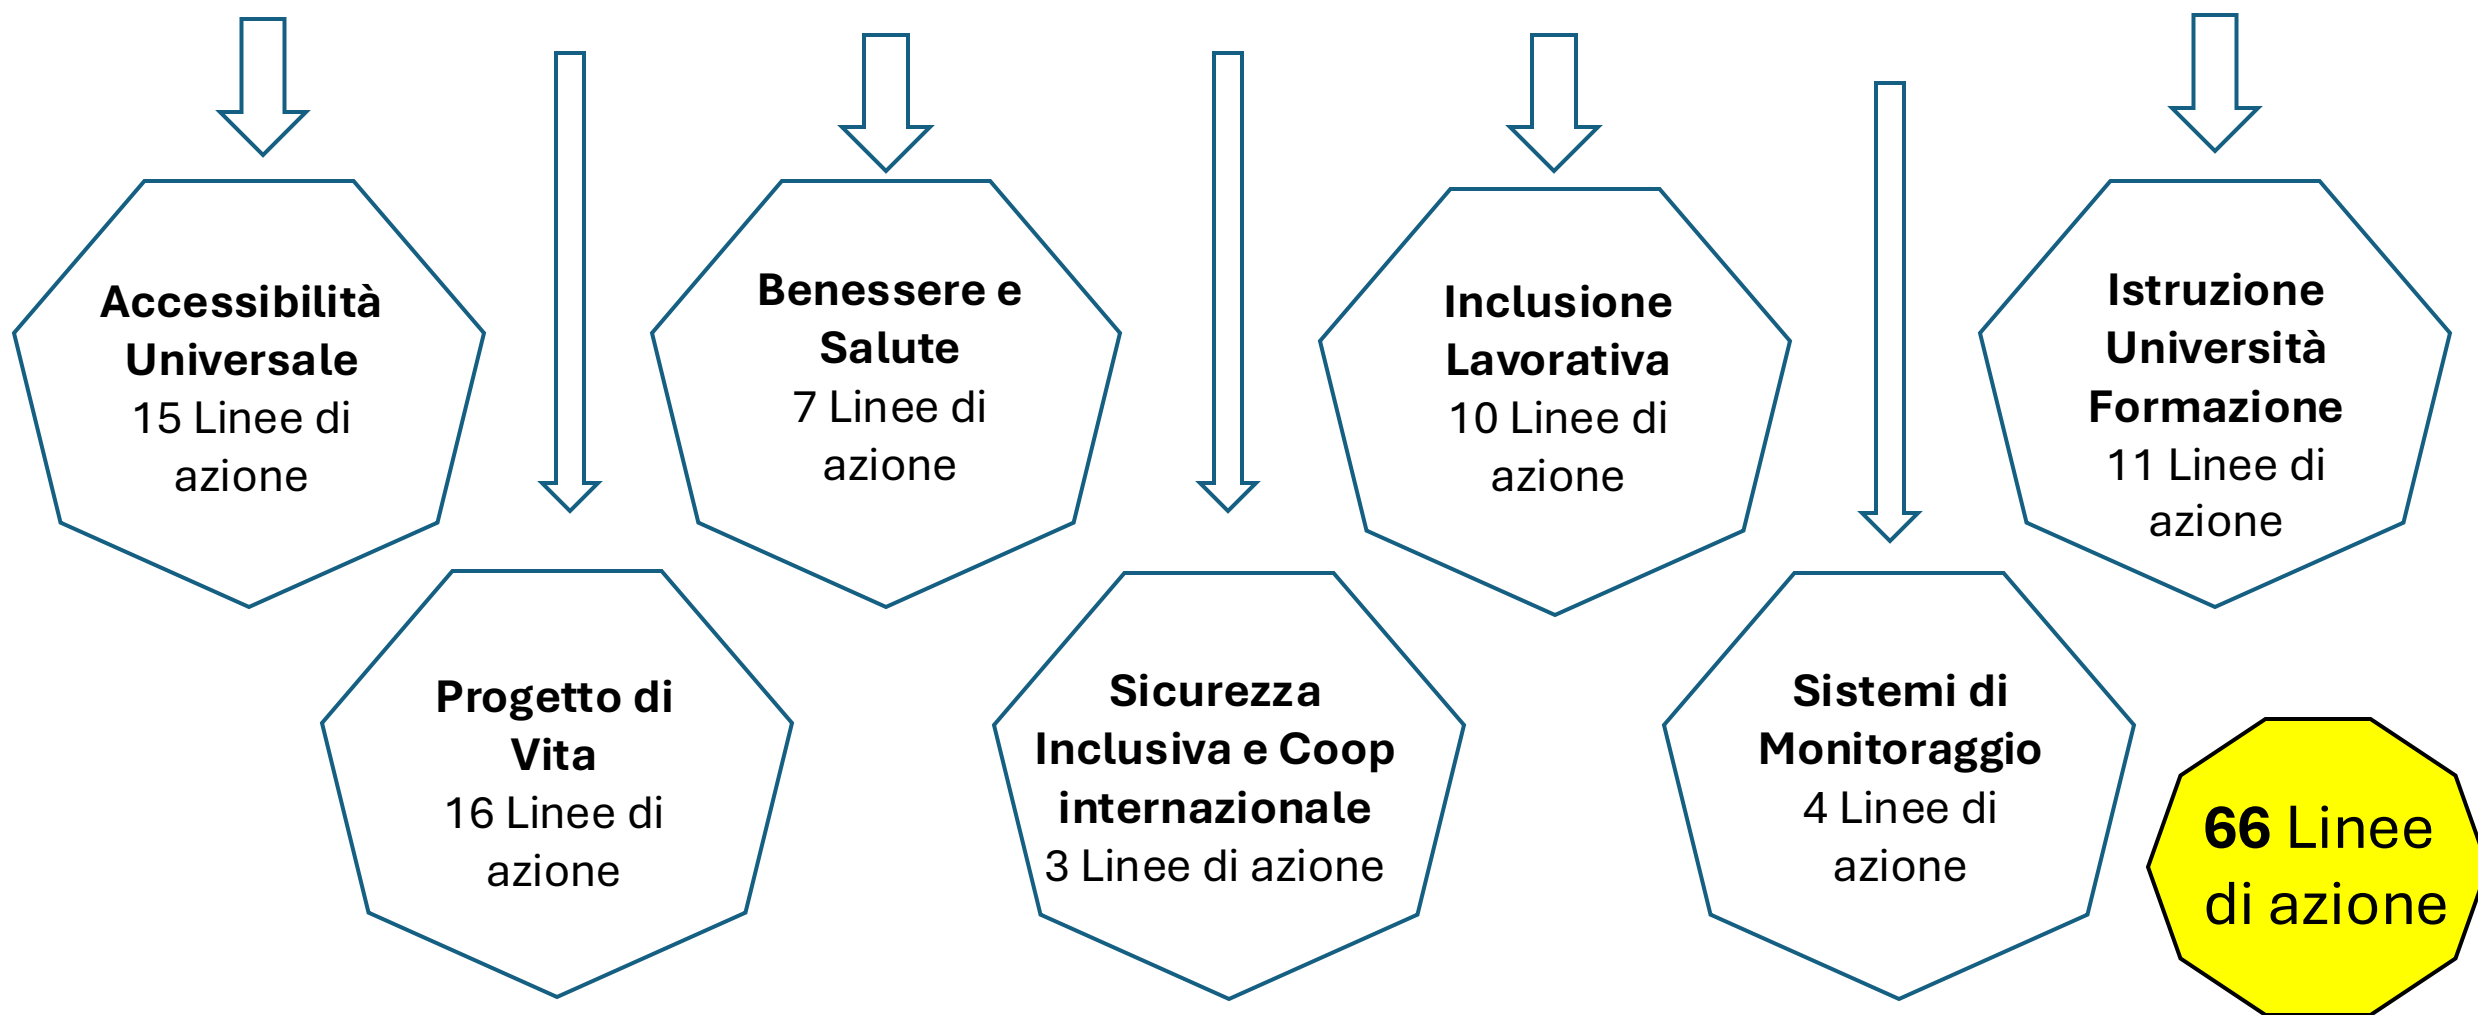 Accessibilità
Universale
15 Linee di
azione
Benessere e
Salute
7 Linee di
azione
Inclusione
Lavorativa
10 Linee di
azione
Istruzione
Università
Formazione
11 Linee di
azione
Progetto di
Vita
16 Linee di
azione
Sicurezza
Inclusiva e Coop
internazionale
3 Linee di azione
Sistemi di
Monitoraggio
4 Linee di
azione
66 Linee
di azione